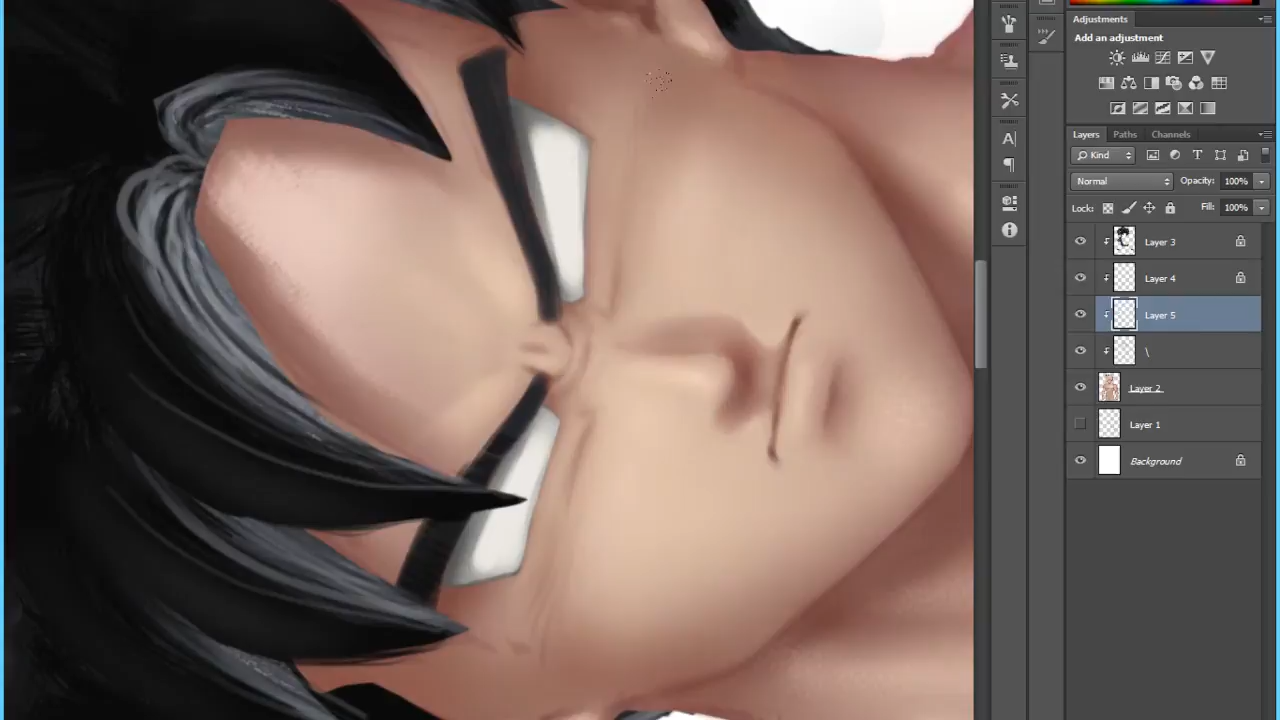 Adjustments
Add an adjustment
Layers Paths Channels
Kind
Normal Opacity: 100%
Lock: Fill: 100%
Layer 3
Layer 4
Layer 5
\
Layer 2
Layer 1
Background